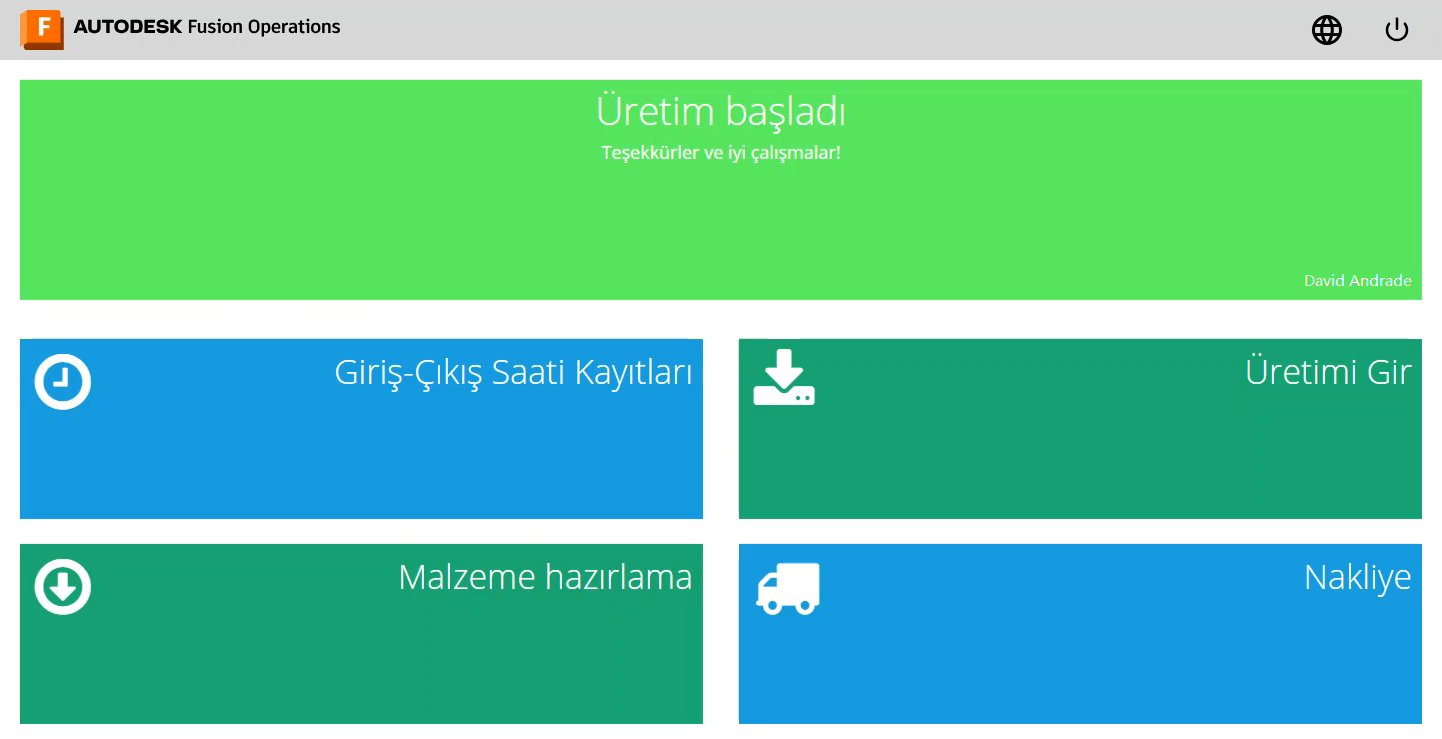 F AUTODESK Fusion Operations
Üretim başladı
Teşekkürler ve iyi çalışmalar!
David Andrade
Giriş-Çıkış Saati Kayıtları
Üretimi Gir
Malzeme hazırlama
Nakliye